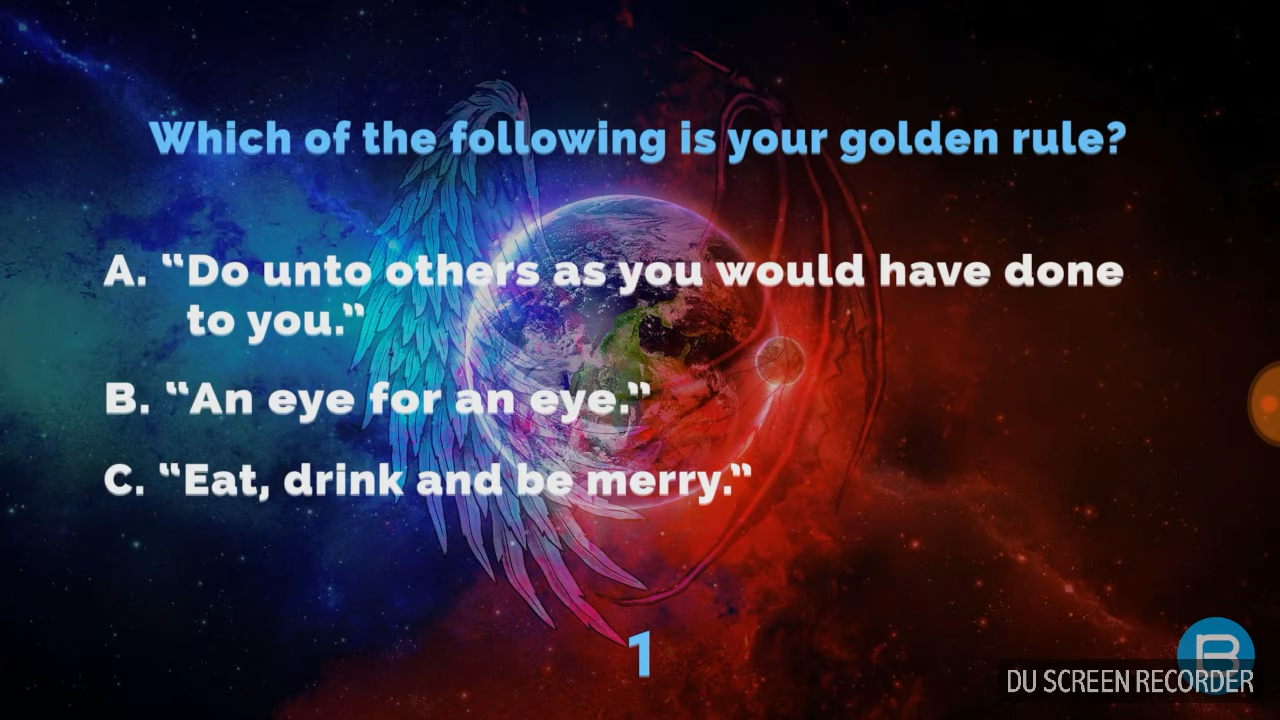 Which of the following is your golden rule?
A. “Do unto others as you would have done
to you.”
B. “An eye for an eye.”
C. “Eat, drink and be merry.”
1
B
DU SCREEN RECORDER